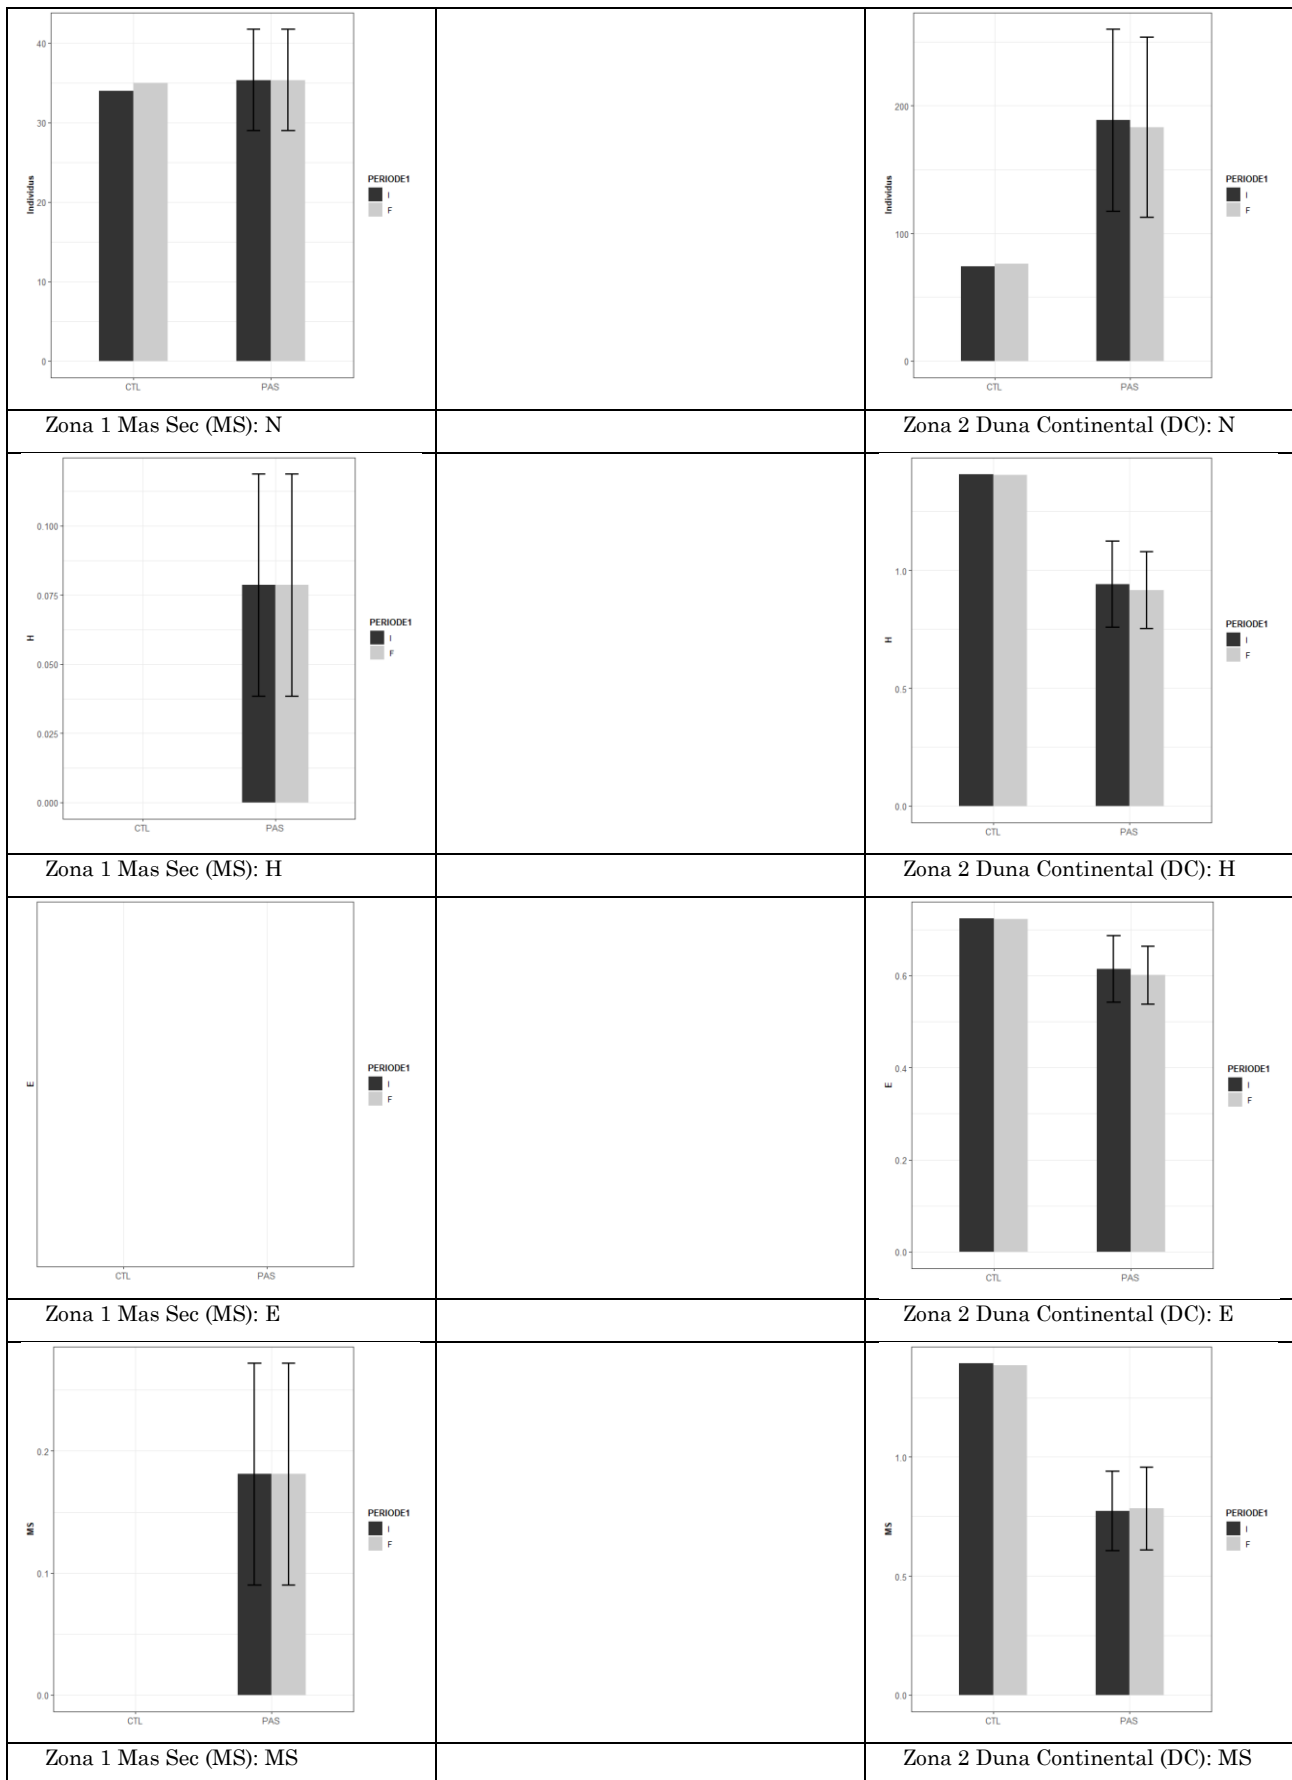 40
30
20
10
0
Individus
CTL PAS
PERIODE1
I
F
200
100
0
Individus
CTL PAS
PERIODE1
I
F
Zona 1 Mas Sec (MS): N
Zona 2 Duna Continental (DC): N
0.100
0.075
0.050
0.025
0.000
H
CTL PAS
PERIODE1
I
F
1.0
0.5
0.0
H
CTL PAS
PERIODE1
I
F
Zona 1 Mas Sec (MS): H
Zona 2 Duna Continental (DC): H
E
CTL PAS
PERIODE1
I
F
0.6
0.4
0.2
0.0
E
CTL PAS
PERIODE1
I
F
Zona 1 Mas Sec (MS): E
Zona 2 Duna Continental (DC): E
0.2
0.1
0.0
MS
CTL PAS
PERIODE1
I
F
1.0
0.5
0.0
MS
CTL PAS
PERIODE1
I
F
Zona 1 Mas Sec (MS): MS
Zona 2 Duna Continental (DC): MS